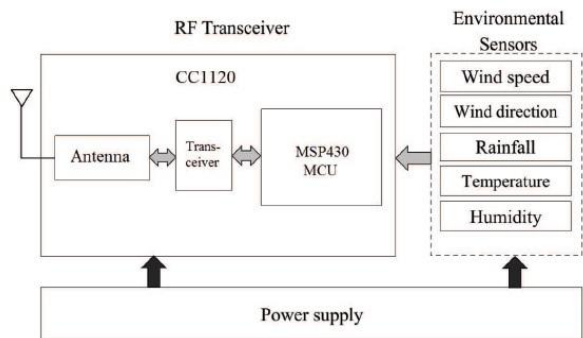 RF Transceiver
Environmental
Sensors
CC1120
Antenna
Trans-
ceiver
MSP430
MCU
Wind speed
Wind direction
Rainfall
Temperature
Humidity
Power supply